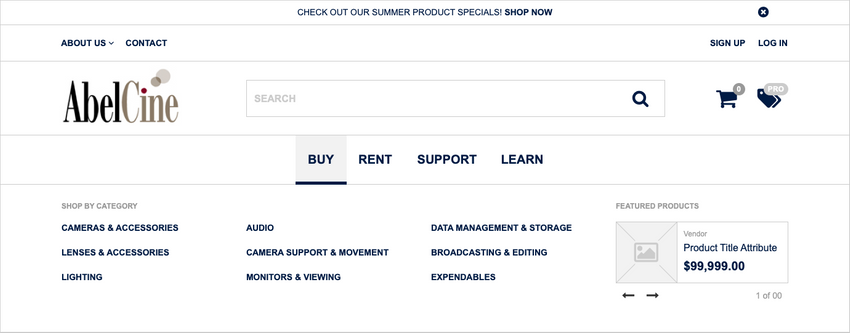 CHECK OUT OUR SUMMER PRODUCT SPECIALS! SHOP NOW
ABOUT US CONTACT SIGN UP LOG IN
AbelCine SEARCH 0 PRO
BUY RENT SUPPORT LEARN
SHOP BY CATEGORY FEATURED PRODUCTS
CAMERAS & ACCESSORIES AUDIO DATA MANAGEMENT & STORAGE
LENSES & ACCESSORIES CAMERA SUPPORT & MOVEMENT BROADCASTING & EDITING
LIGHTING MONITORS & VIEWING EXPENDABLES
Vendor
Product Title Attribute
$99,999.00
1 of 00